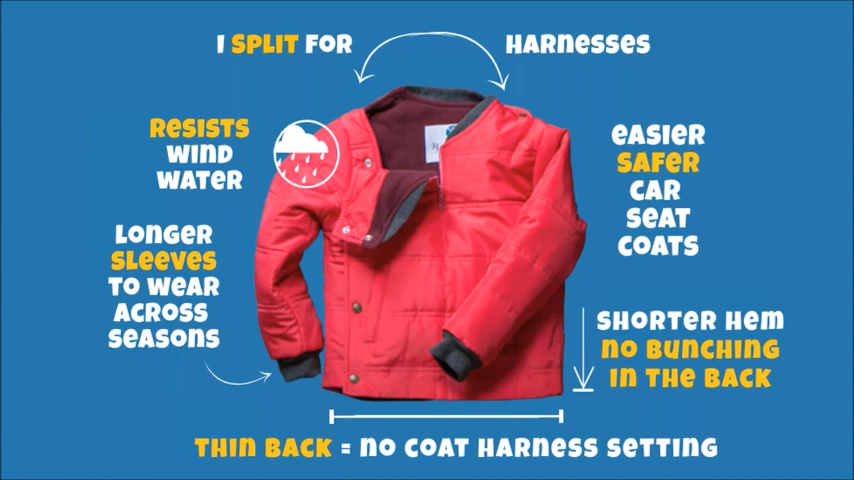 I SPLIT FOR HARNESSES
RESISTS
WIND
WATER
EASIER
SAFER
CAR
SEAT
COATS
LONGER
SLEEVES
TO WEAR
ACROSS
SEASONS
SHORTER HEM
NO BUNCHING
IN THE BACK
THIN BACK = NO COAT HARNESS SETTING